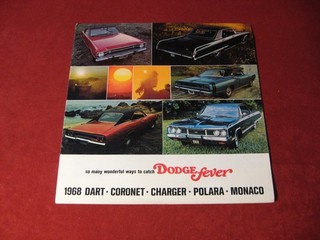 so many wonderful ways to catch DODGE fever
1968 DART · CORONET · CHARGER · POLARA · MONACO